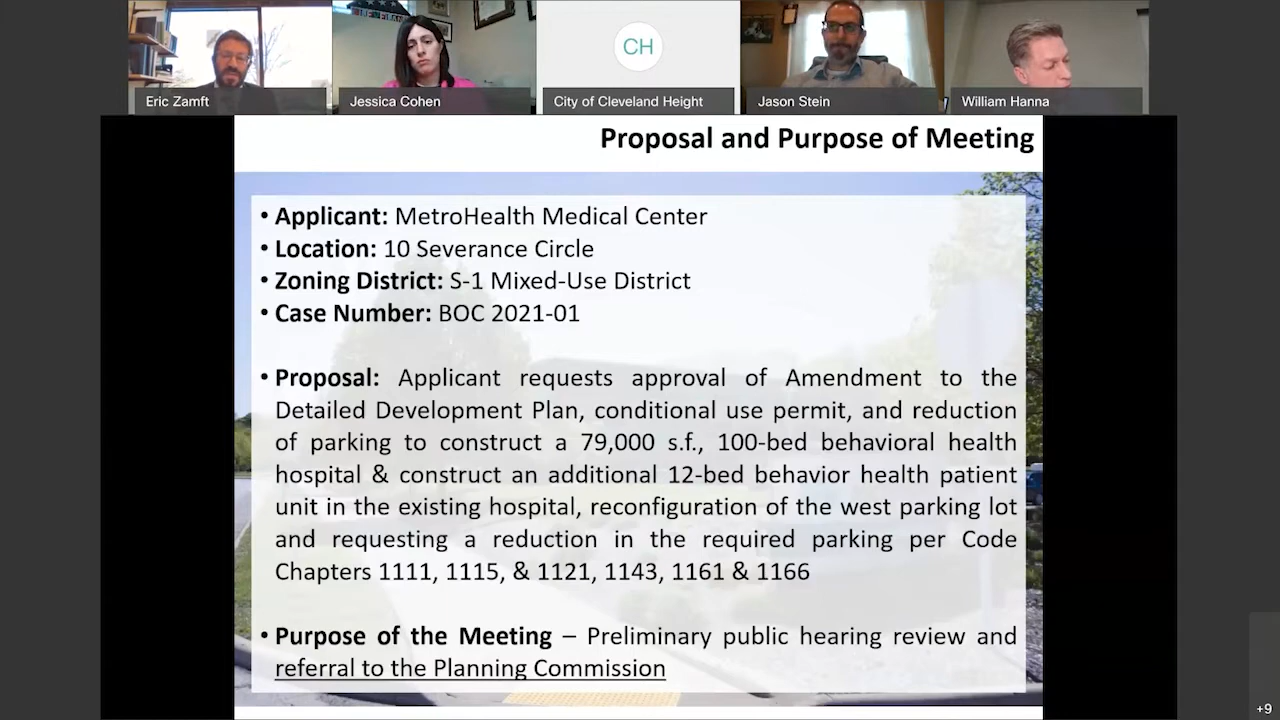 CH
Eric Zamft
Jessica Cohen
City of Cleveland Height
Jason Stein
William Hanna
Proposal and Purpose of Meeting
• Applicant: MetroHealth Medical Center
• Location: 10 Severance Circle
• Zoning District: S-1 Mixed-Use District
• Case Number: BOC 2021-01
• Proposal: Applicant requests approval of Amendment to the
Detailed Development Plan, conditional use permit, and reduction
of parking to construct a 79,000 s.f., 100-bed behavioral health
hospital & construct an additional 12-bed behavior health patient
unit in the existing hospital, reconfiguration of the west parking lot
and requesting a reduction in the required parking per Code
Chapters 1111, 1115, & 1121, 1143, 1161 & 1166
• Purpose of the Meeting – Preliminary public hearing review and
referral to the Planning Commission
+9